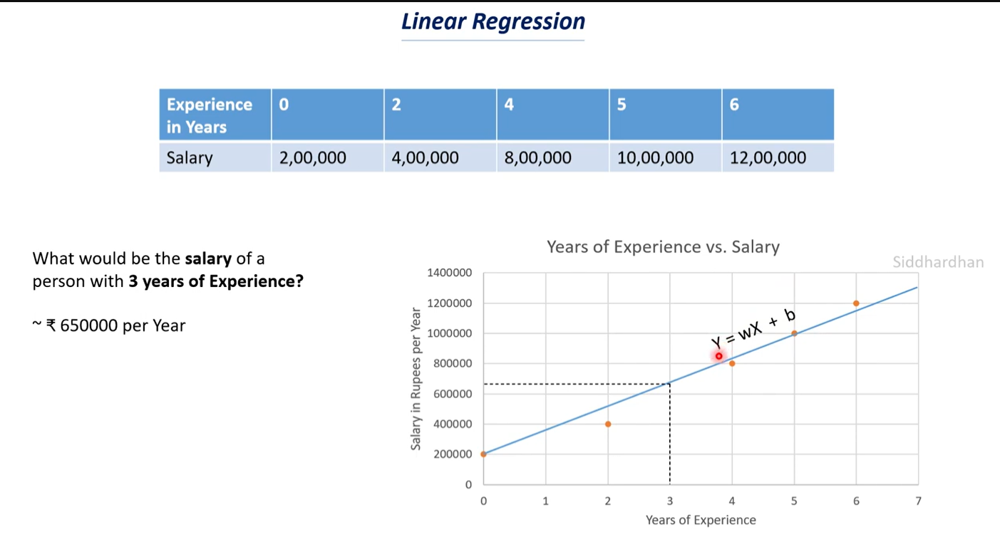 Linear Regression
Experience in Years 0 2 4 5 6
Salary 2,00,000 4,00,000 8,00,000 10,00,000 12,00,000
What would be the salary of a
person with 3 years of Experience?
~ ₹ 650000 per Year
Years of Experience vs. Salary
Siddhardhan
Salary in Rupees per Year
1400000
1200000
1000000
800000
600000
400000
200000
0
Y = wX + b
0 1 2 3 4 5 6 7
Years of Experience